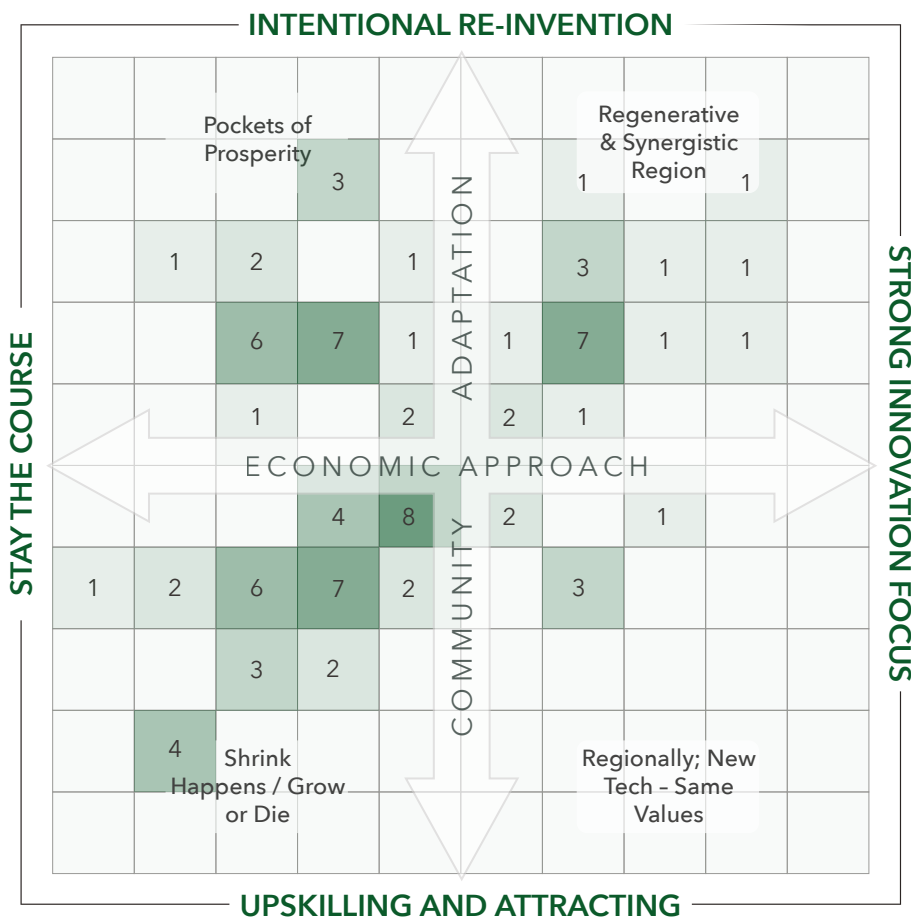 INTENTIONAL RE-INVENTION
Pockets of
Prosperity
Regenerative
& Synergistic
Region
3
1
1
1
2
1
3
1
1
6
7
1
1
7
1
1
1
2
2
1
ADAPTATION
STAY THE COURSE
STRONG INNOVATION FOCUS
ECONOMIC APPROACH
COMMUNITY
4
8
2
1
1
2
6
7
2
3
3
2
4
Shrink
Happens / Grow
or Die
Regionally; New
Tech – Same
Values
UPSKILLING AND ATTRACTING